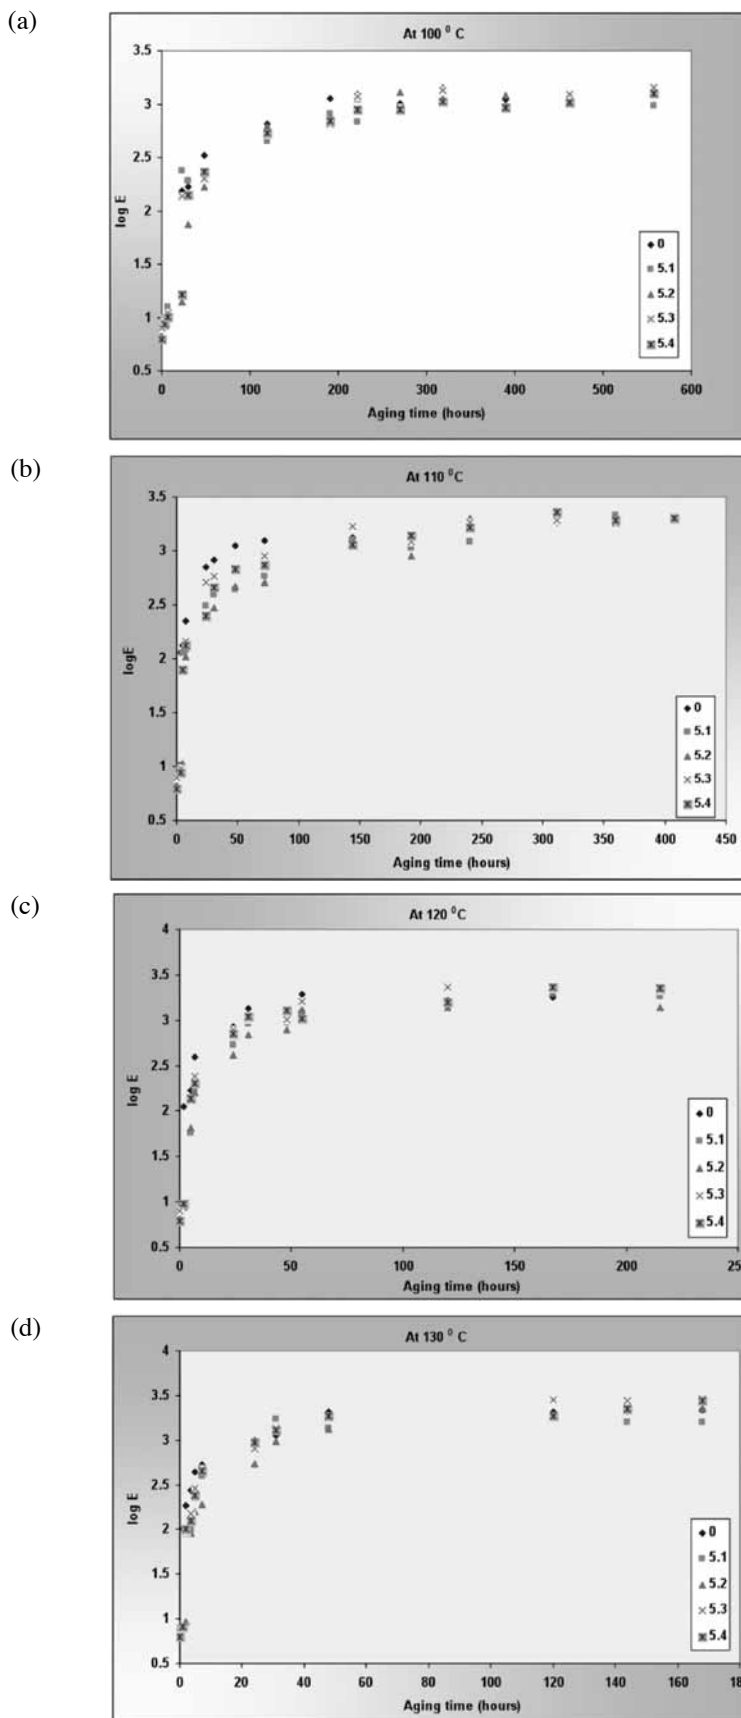 (a)
At 100 ⁰ C
3.5
3
2.5
2
1.5
1
0.5
log E
0 100 200 300 400 500 600
Aging time (hours)
0
5.1
5.2
5.3
5.4
(b)
At 110 ⁰C
3.5
3
2.5
2
1.5
1
0.5
logE
0 50 100 150 200 250 300 350 400 450
Aging time (hours)
0
5.1
5.2
5.3
5.4
(c)
At 120 ⁰C
4
3.5
3
2.5
2
1.5
1
0.5
log E
0 50 100 150 200 250
Aging time (hours)
0
5.1
5.2
5.3
5.4
(d)
At 130 ⁰ C
4
3.5
3
2.5
2
1.5
1
0.5
log E
0 20 40 60 80 100 120 140 160 180
Aging time (hours)
0
5.1
5.2
5.3
5.4